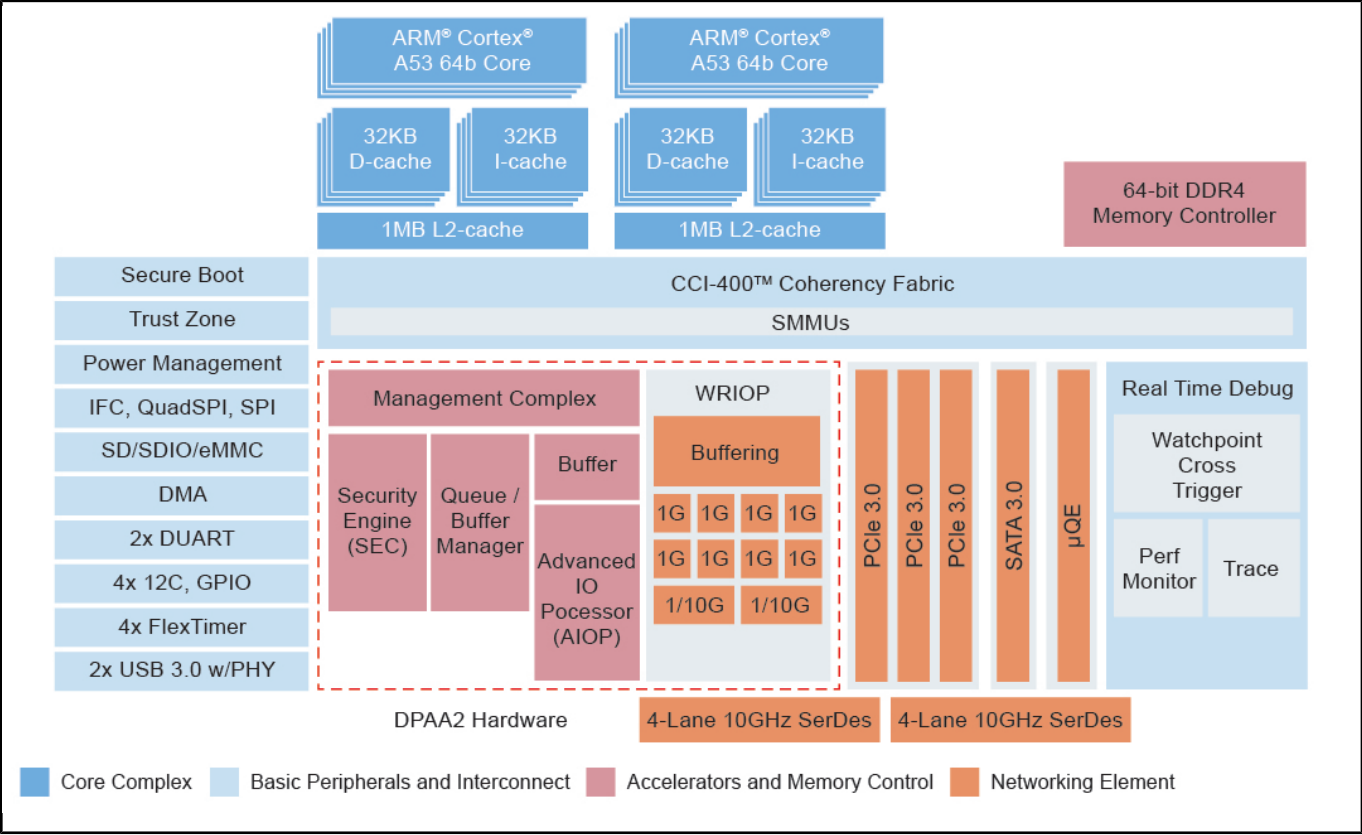 ARM® Cortex®
A53 64b Core
ARM® Cortex®
A53 64b Core
32KB
D-cache
32KB
I-cache
32KB
D-cache
32KB
I-cache
1MB L2-cache
1MB L2-cache
64-bit DDR4
Memory Controller
Secure Boot
Trust Zone
Power Management
IFC, QuadSPI, SPI
SD/SDIO/eMMC
DMA
2x DUART
4x 12C, GPIO
4x FlexTimer
2x USB 3.0 w/PHY
CCI-400™ Coherency Fabric
SMMUs
Management Complex
Security
Engine
(SEC)
Queue /
Buffer
Manager
Buffer
Advanced
IO
Pocessor
(AIOP)
WRIOP
Buffering
1G 1G 1G 1G
1G 1G 1G 1G
1/10G 1/10G
PCIe 3.0
PCIe 3.0
PCIe 3.0
SATA 3.0
µQE
Real Time Debug
Watchpoint
Cross
Trigger
Perf
Monitor
Trace
DPAA2 Hardware
4-Lane 10GHz SerDes
4-Lane 10GHz SerDes
Core Complex
Basic Peripherals and Interconnect
Accelerators and Memory Control
Networking Element